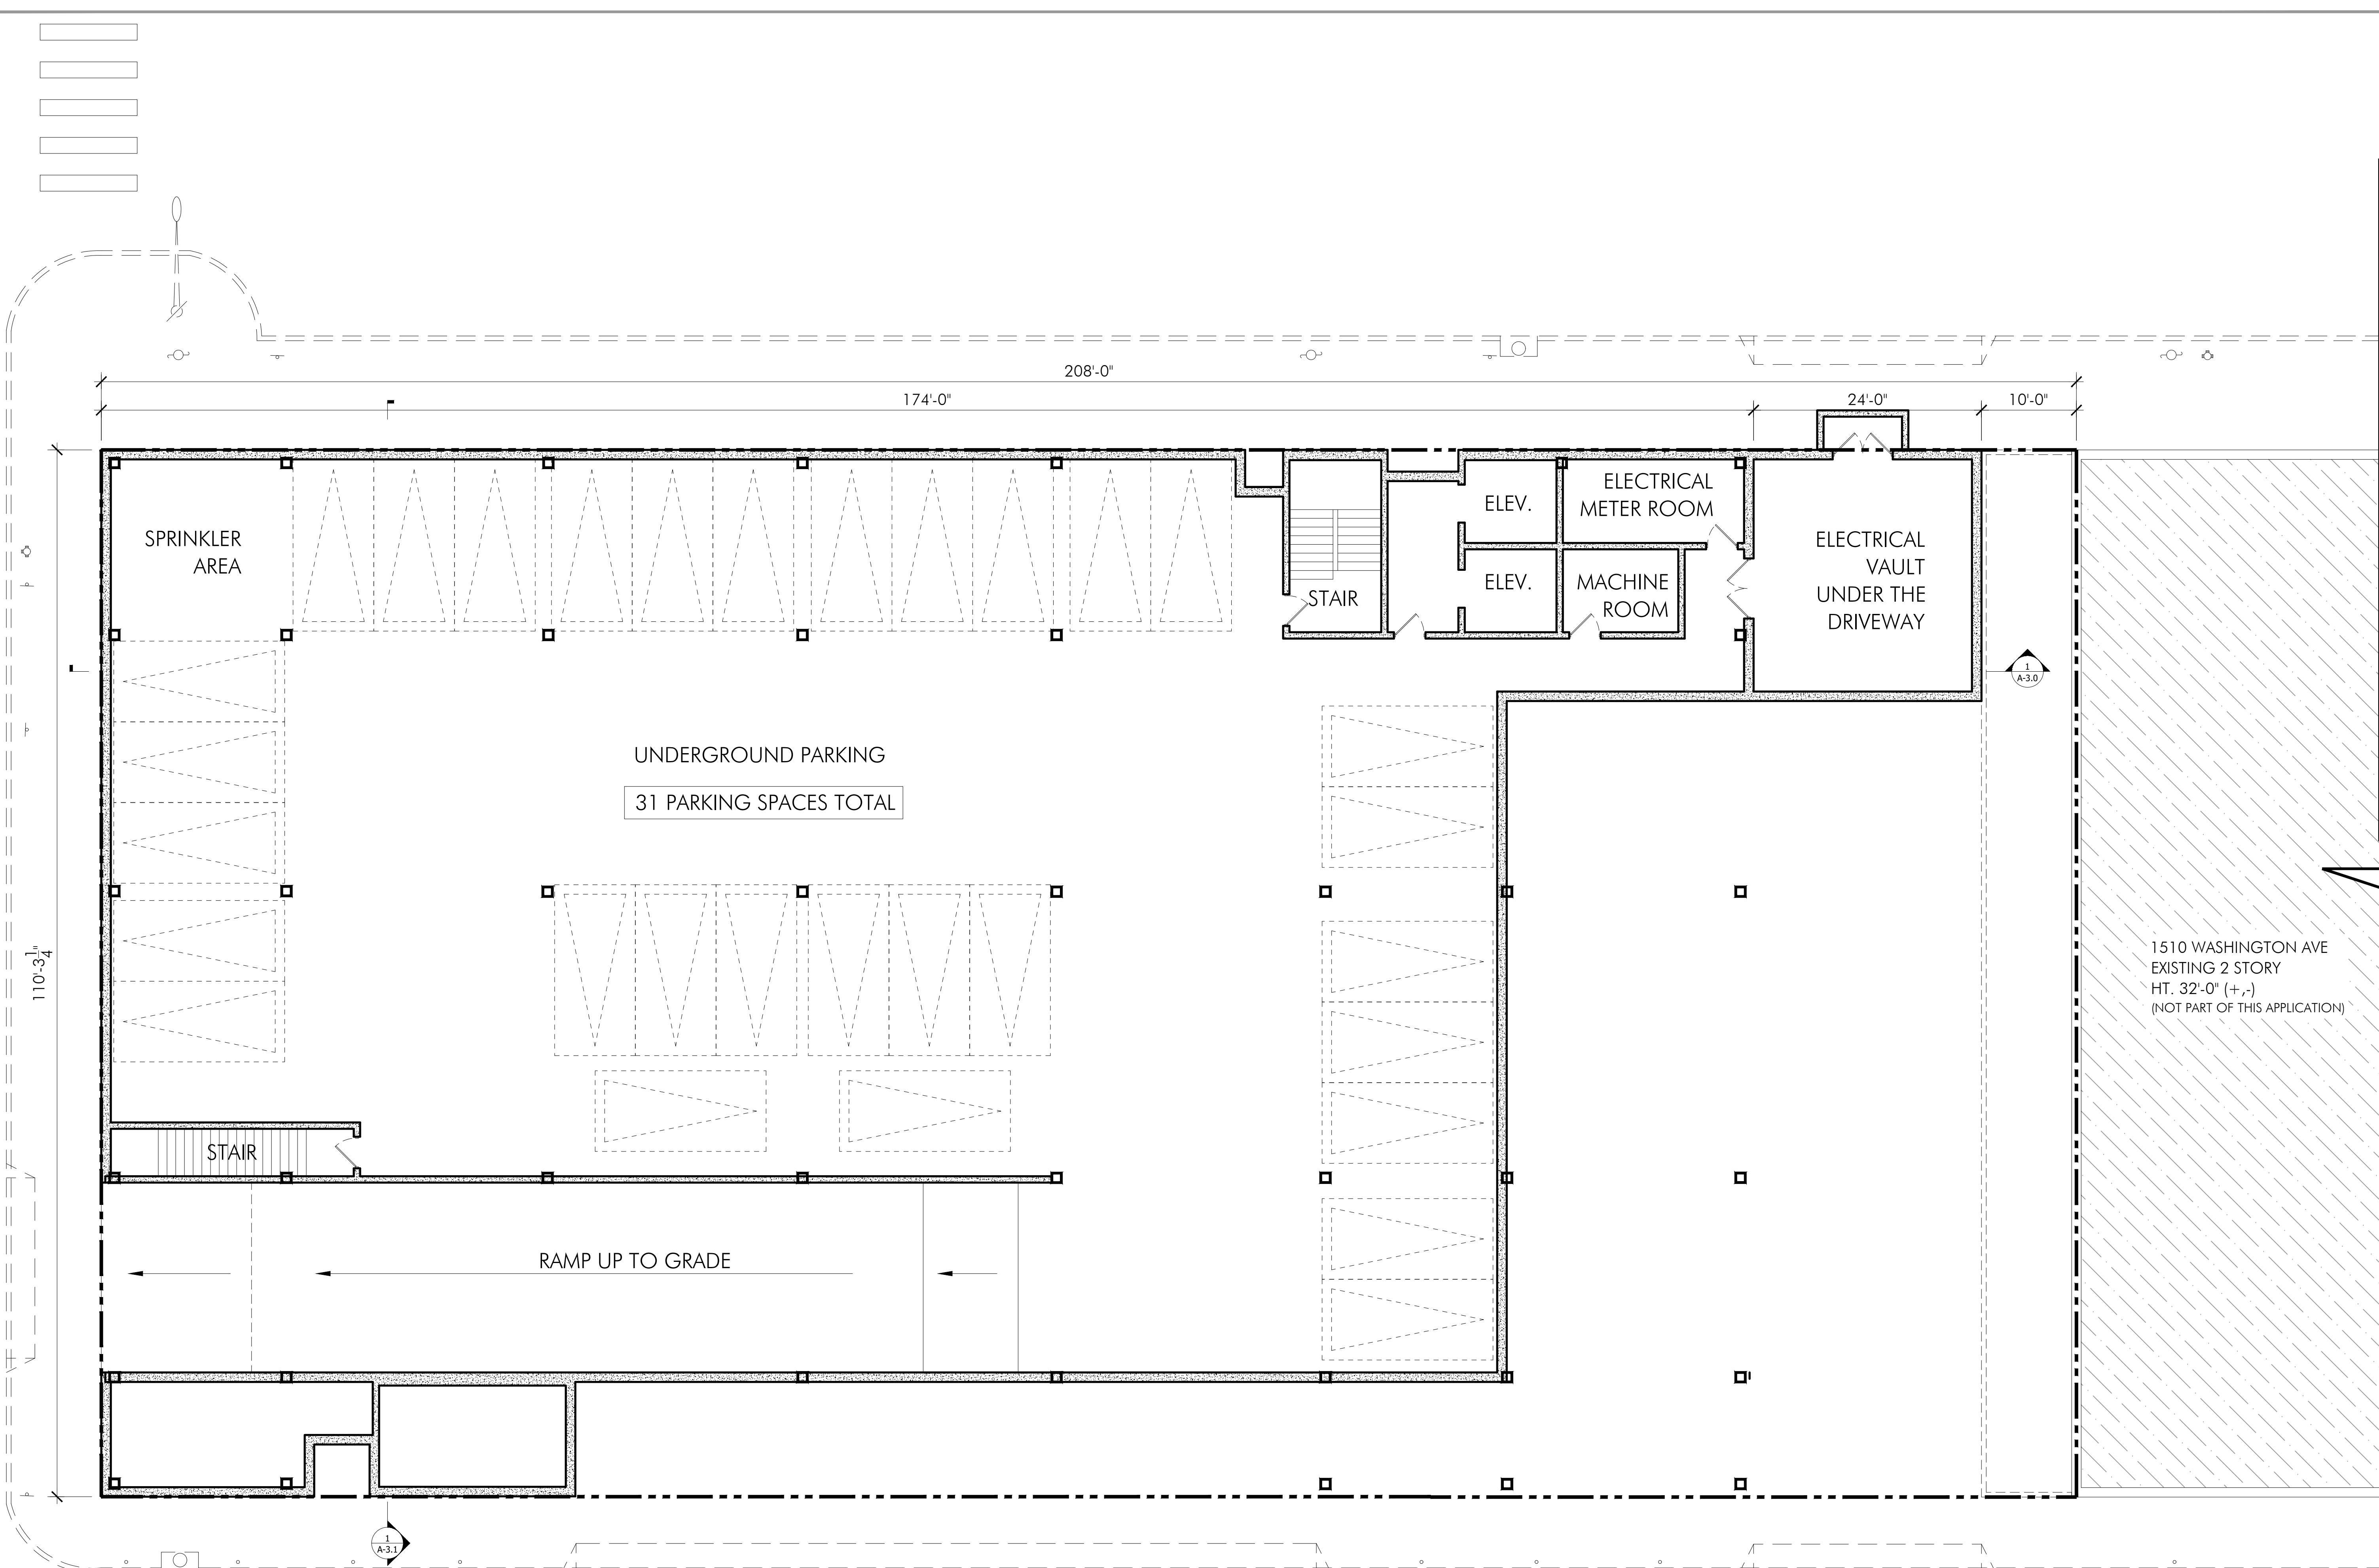 208'-0"
174'-0"
24'-0"
10'-0"
SPRINKLER
AREA
ELEV.
ELECTRICAL
METER ROOM
ELECTRICAL
VAULT
UNDER THE
DRIVEWAY
STAIR
ELEV.
MACHINE
ROOM
1
A-3.0
UNDERGROUND PARKING
31 PARKING SPACES TOTAL
110'-3 1/4"
1510 WASHINGTON AVE
EXISTING 2 STORY
HT. 32'-0" (+,-)
(NOT PART OF THIS APPLICATION)
STAIR
RAMP UP TO GRADE
1
A-3.1